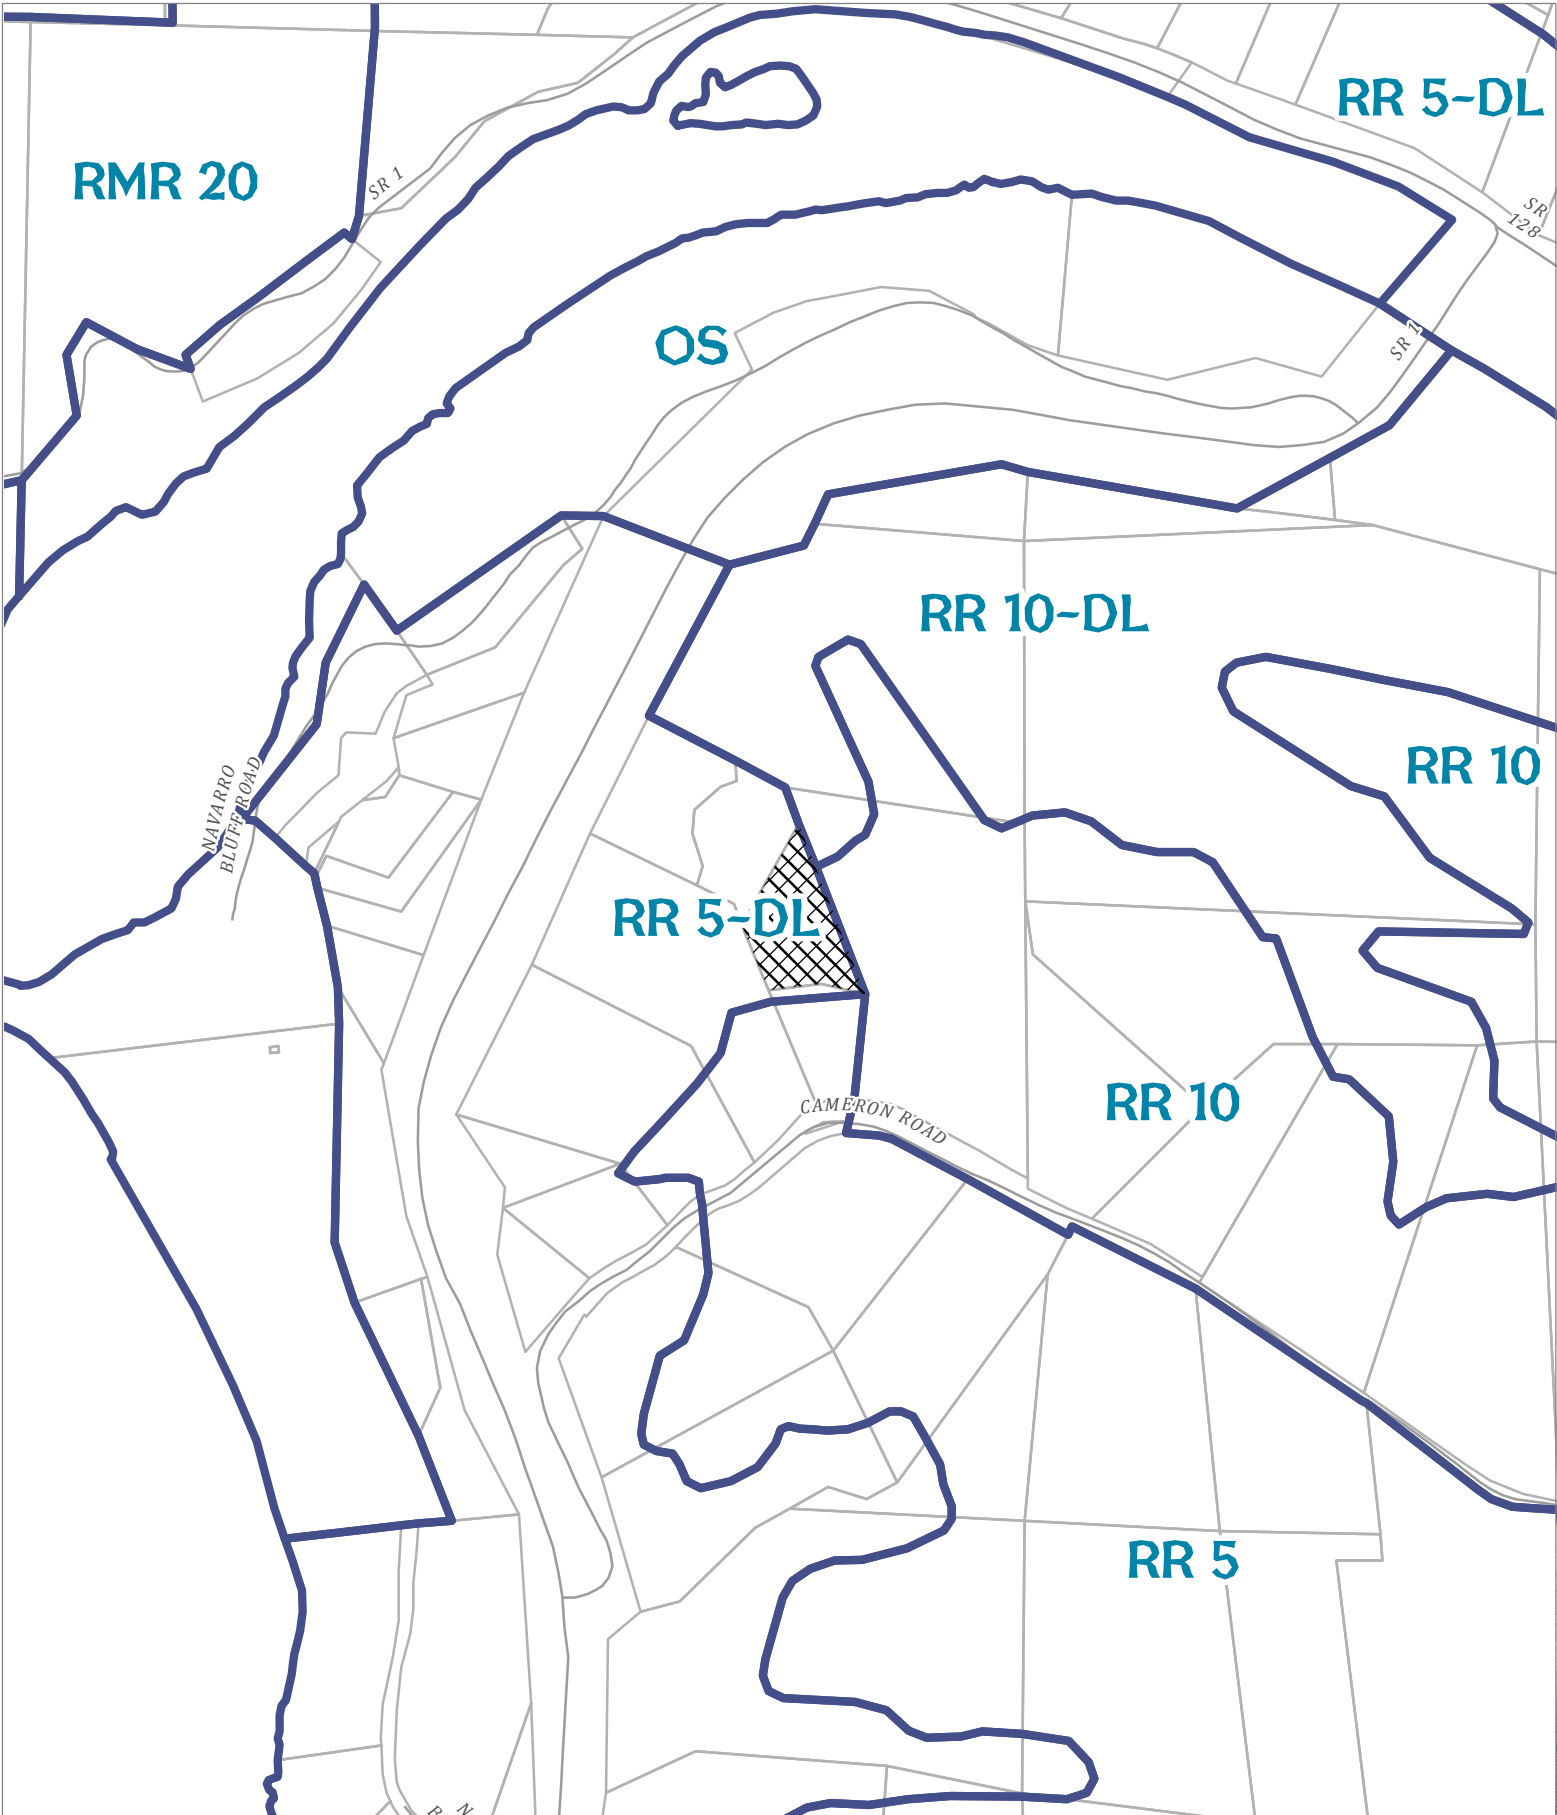 RR 5-DL
RMR 20
SR 1
SR
128
OS
SR 1
RR 10-DL
RR 10
NAVARRO
BLUFF ROAD
RR 5-DL
RR 10
CAMERON ROAD
RR 5